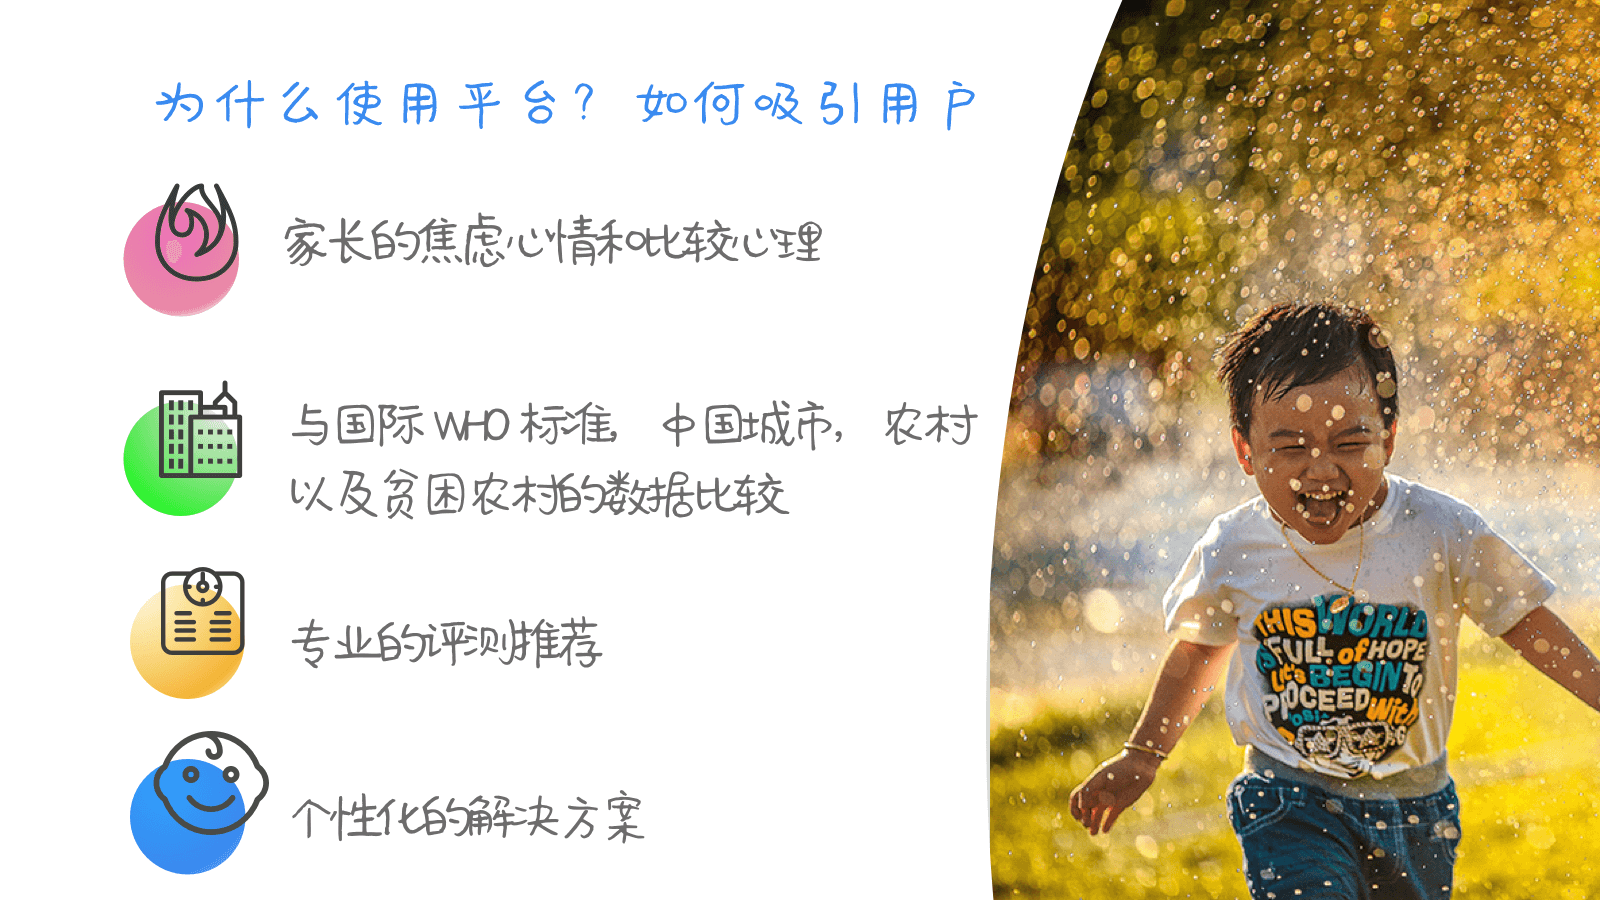 为什么使用平台？如何吸引用户
家长的焦虑心情和比较心理
与国际 WHO 标准，中国城市，农村
以及贫困农村的数据比较
专业的评测推荐
个性化的解决方案
THIS WORLD
IS FULL of HOPE
Let's BEGIN TO
PROCEED With